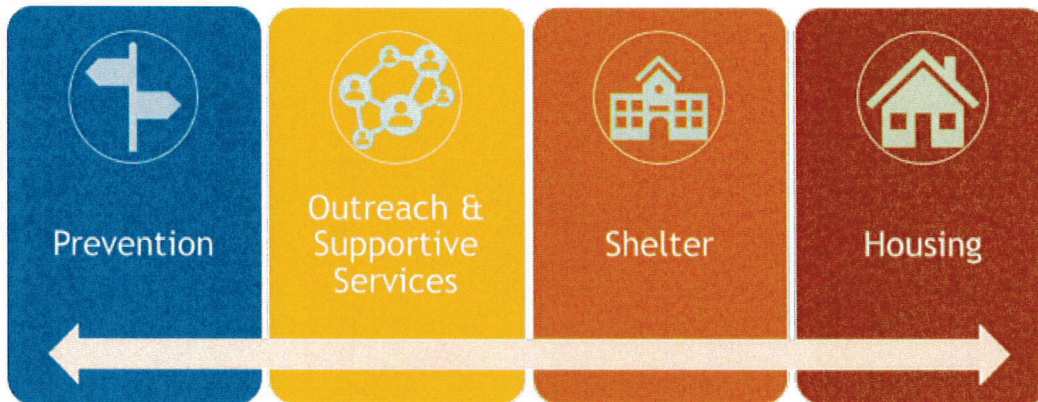 Prevention
Outreach &
Supportive
Services
Shelter
Housing